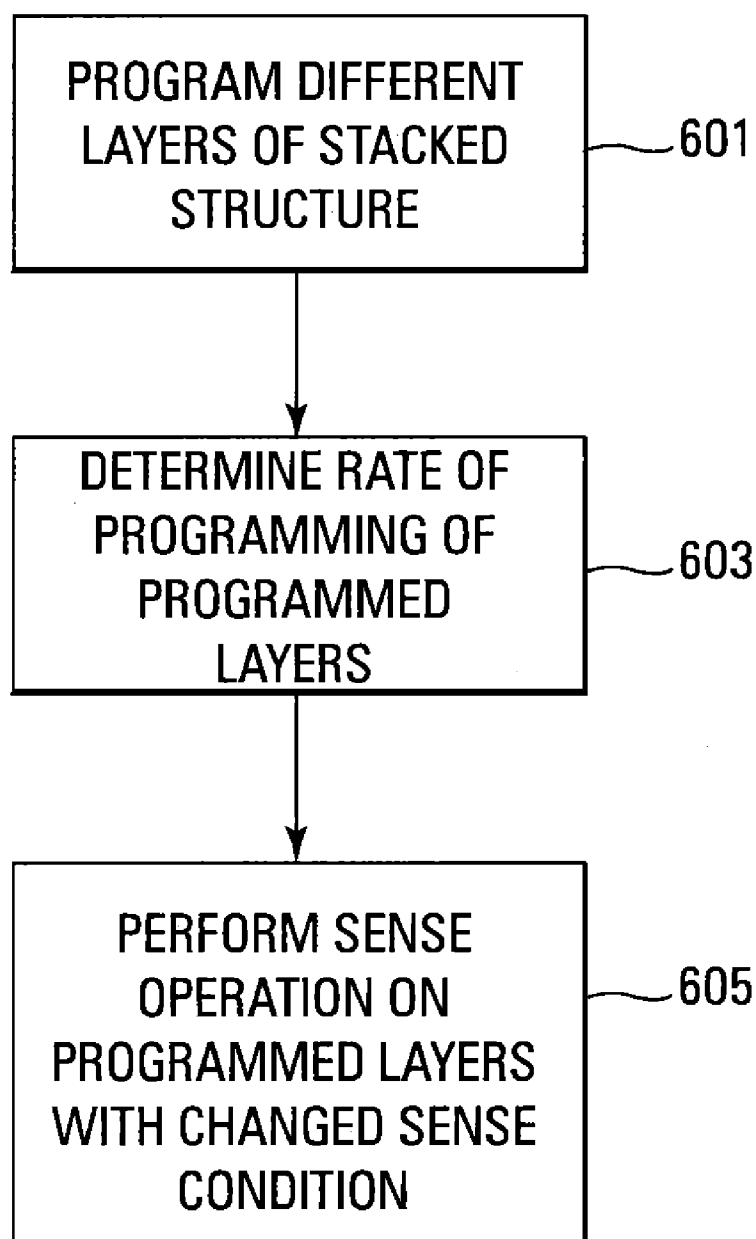 PROGRAM DIFFERENT
LAYERS OF STACKED
STRUCTURE
601
DETERMINE RATE OF
PROGRAMMING OF
PROGRAMMED
LAYERS
603
PERFORM SENSE
OPERATION ON
PROGRAMMED LAYERS
WITH CHANGED SENSE
CONDITION
605